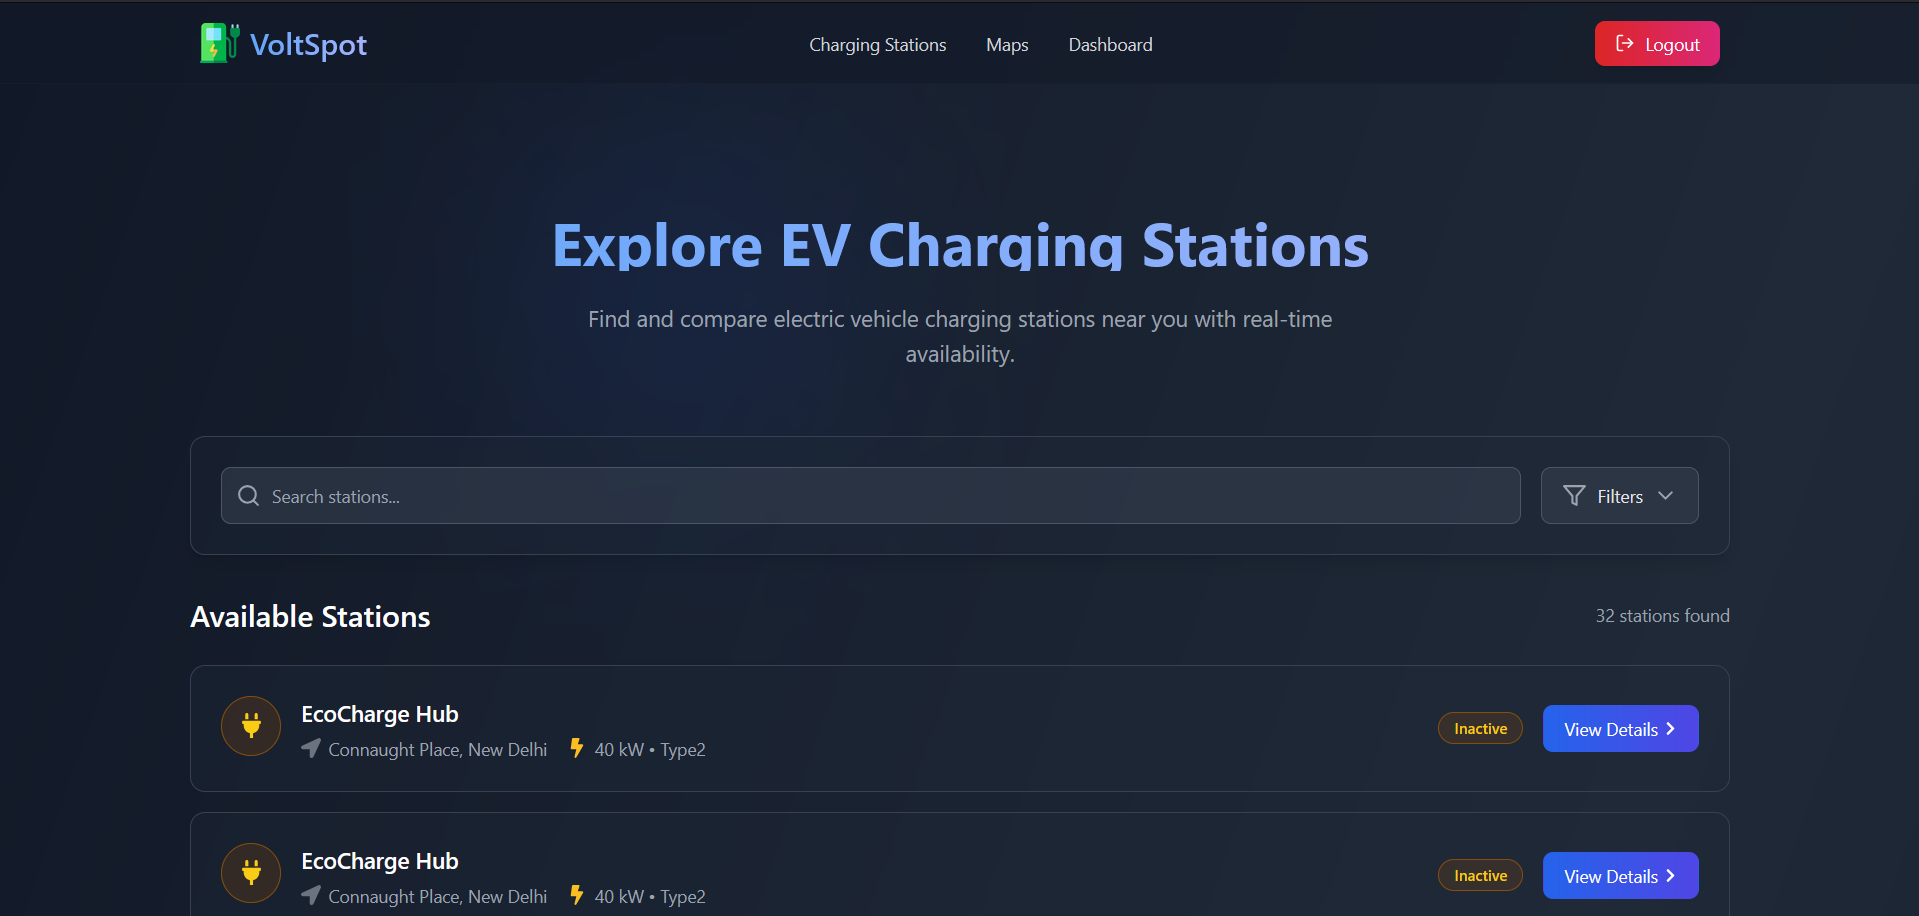 VoltSpot
Charging Stations
Maps
Dashboard
Logout
Explore EV Charging Stations
Find and compare electric vehicle charging stations near you with real-time
availability.
Search stations...
Filters
Available Stations
32 stations found
EcoCharge Hub
Connaught Place, New Delhi
40 kW • Type2
Inactive
View Details
EcoCharge Hub
Connaught Place, New Delhi
40 kW • Type2
Inactive
View Details